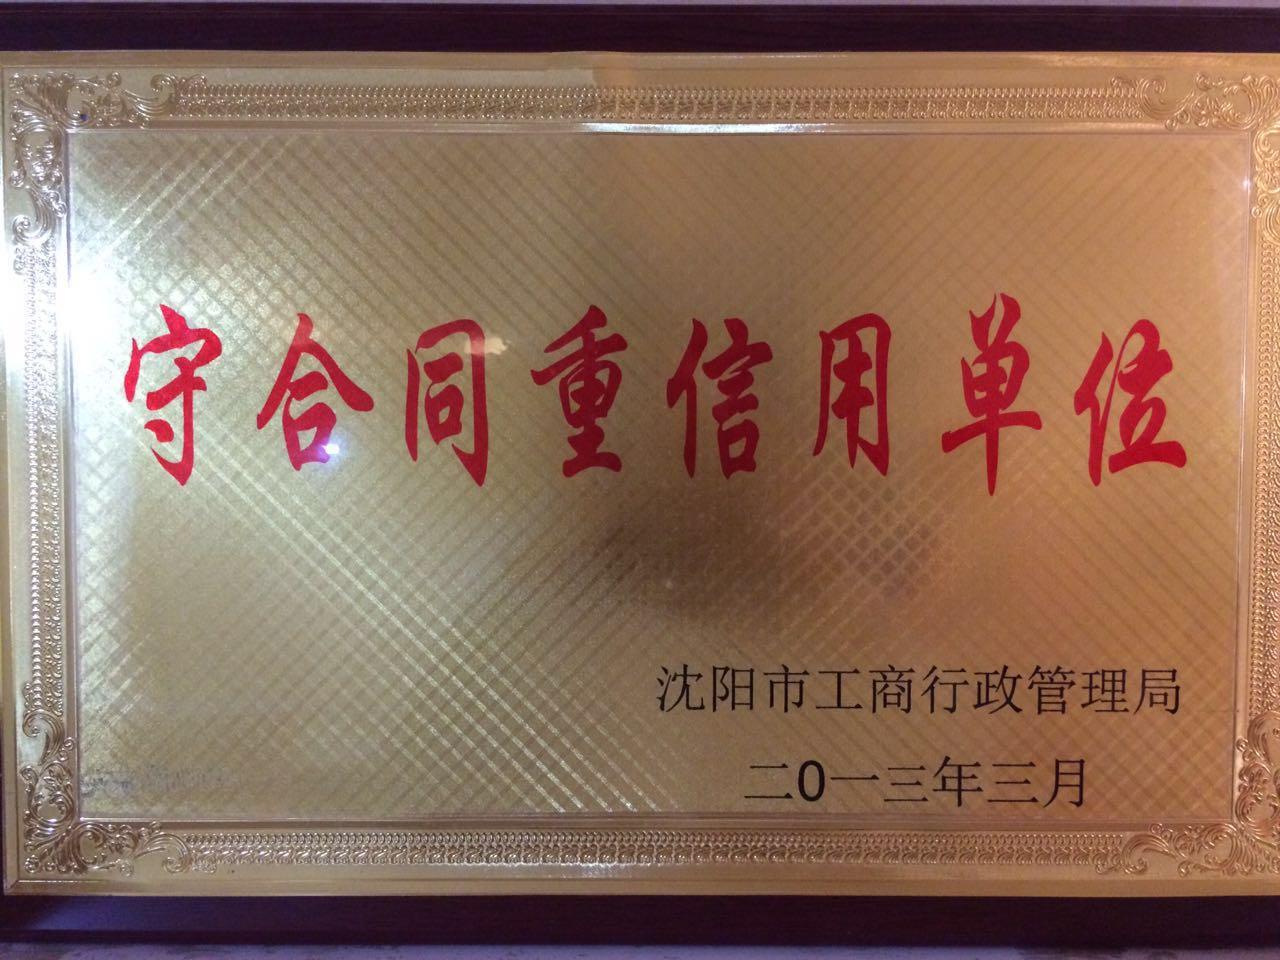 守合同重信用单位
沈阳市工商行政管理局
二0一三年三月